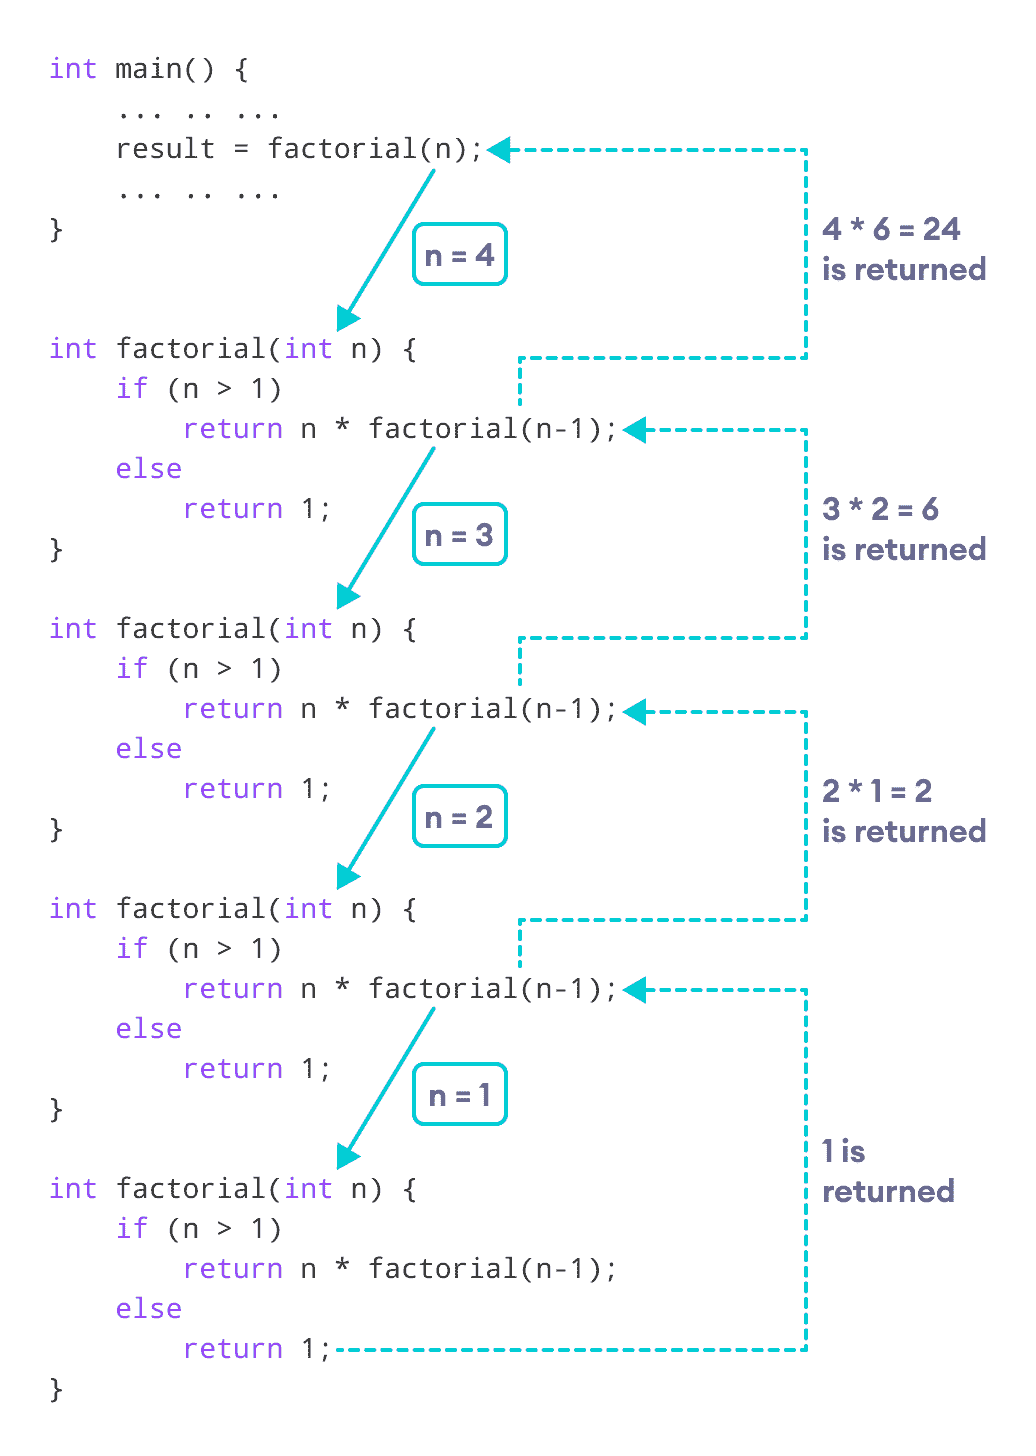 int main() {
... .. ...
result = factorial(n);
... .. ...
}
4 * 6 = 24
is returned
n = 4
int factorial(int n) {
if (n > 1)
return n * factorial(n-1);
else
return 1;
}
3 * 2 = 6
is returned
n = 3
int factorial(int n) {
if (n > 1)
return n * factorial(n-1);
else
return 1;
}
2 * 1 = 2
is returned
n = 2
int factorial(int n) {
if (n > 1)
return n * factorial(n-1);
else
return 1;
}
n = 1
1 is
returned
int factorial(int n) {
if (n > 1)
return n * factorial(n-1);
else
return 1;
}